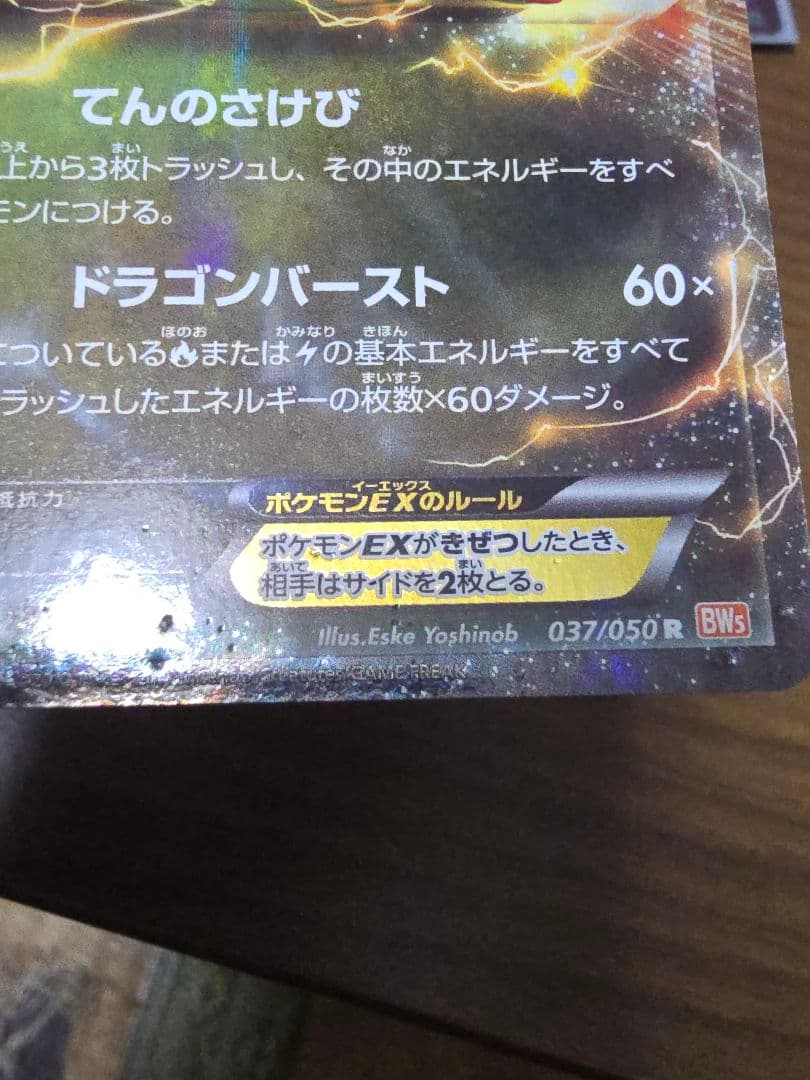 てんのさけび
上から3枚トラッシュし、その中のエネルギーをすべ
モンにつける。
ドラゴンバースト 60×
についている🔥または⚡の基本エネルギーをすべて
ラッシュしたエネルギーの枚数×60ダメージ。
抵抗力
ポケモンEXのルール
ポケモンEXがきぜつしたとき、
相手はサイドを2枚とる。
Illus.Eske Yoshinob 037/050 R BWs
GAME FREAK